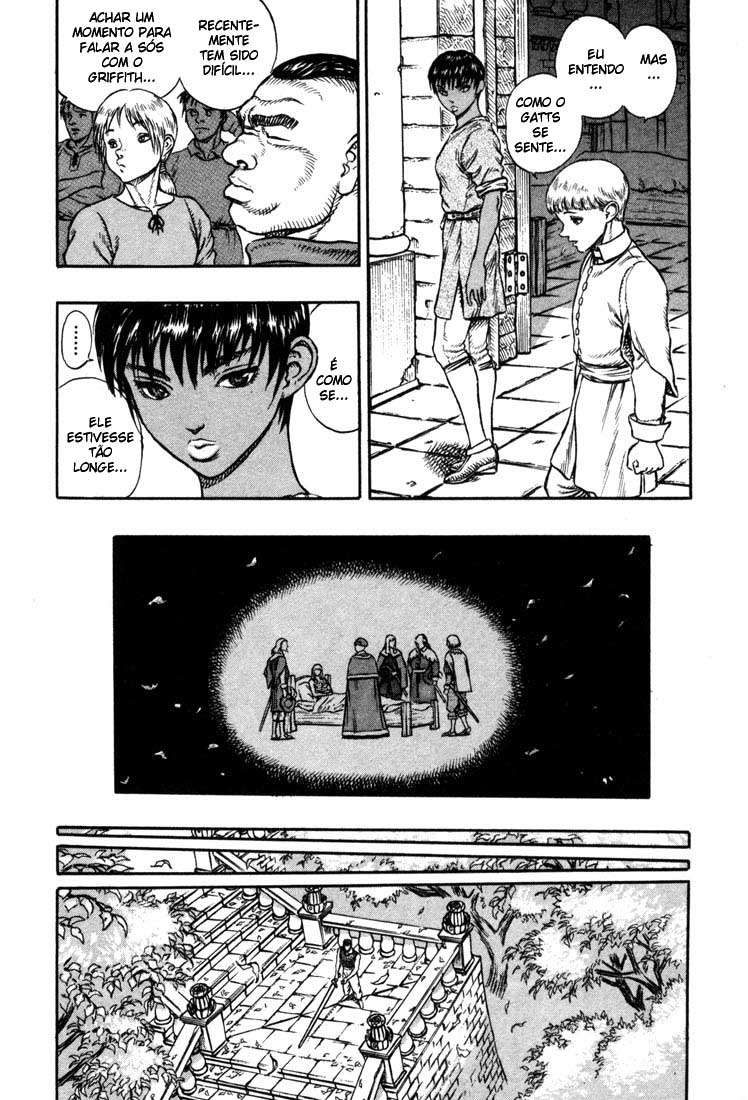 MAS
...
EU
ENTENDO
...
COMO O
GATTS
SE
SENTE...
RECENTE-
MENTE
TEM SIDO
DIFÍCIL...
ACHAR UM
MOMENTO PARA
FALAR A SÓS
COM O
GRIFFITH...
É
COMO
SE...
ELE
ESTIVESSE
TÃO
LONGE...
......